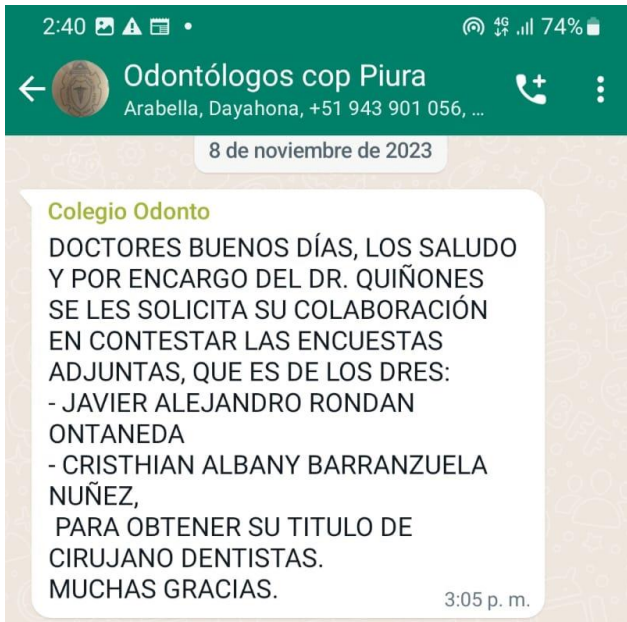 2:40
4G 74%
Odontólogos cop Piura
Arabella, Dayahona, +51 943 901 056, ...
8 de noviembre de 2023
Colegio Odonto
DOCTORES BUENOS DÍAS, LOS SALUDO
Y POR ENCARGO DEL DR. QUIÑONES
SE LES SOLICITA SU COLABORACIÓN
EN CONTESTAR LAS ENCUESTAS
ADJUNTAS, QUE ES DE LOS DRES:
- JAVIER ALEJANDRO RONDAN
ONTANEDA
- CRISTHIAN ALBANY BARRANZUELA
NUÑEZ,
PARA OBTENER SU TITULO DE
CIRUJANO DENTISTAS.
MUCHAS GRACIAS.
3:05 p. m.